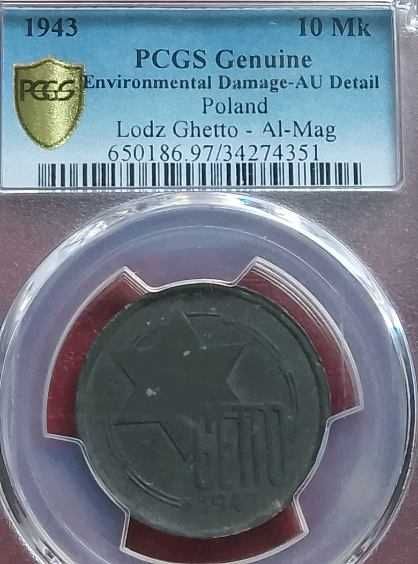 1943 10 Mk
PCGS Genuine
PCGS
Environmental Damage-AU Detail
Poland
Lodz Ghetto - Al-Mag
650186.97/34274351
GETTO